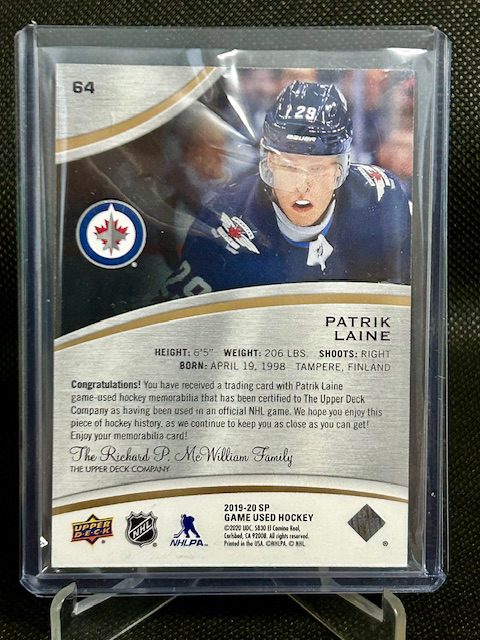 64
29
BAUER
29
PATRIK
LAINE
HEIGHT: 6'5" WEIGHT: 206 LBS. SHOOTS: RIGHT
BORN: APRIL 19, 1998 TAMPERE, FINLAND
Congratulations! You have received a trading card with Patrik Laine
game-used hockey memorabilia that has been certified to The Upper Deck
Company as having been used in an official NHL game. We hope you enjoy this
piece of hockey history, as we continue to keep you as close as you can get!
Enjoy your memorabilia card!
The Richard P. McWilliam Family
THE UPPER DECK COMPANY
UPPER
DECK
NHL
NHLPA
2019-20 SP
GAME USED HOCKEY
©2020 UDC, 5830 El Camino Real,
Carlsbad, CA 92008. All rights reserved.
Printed in the USA. ©NHLPA. © NHL.
®